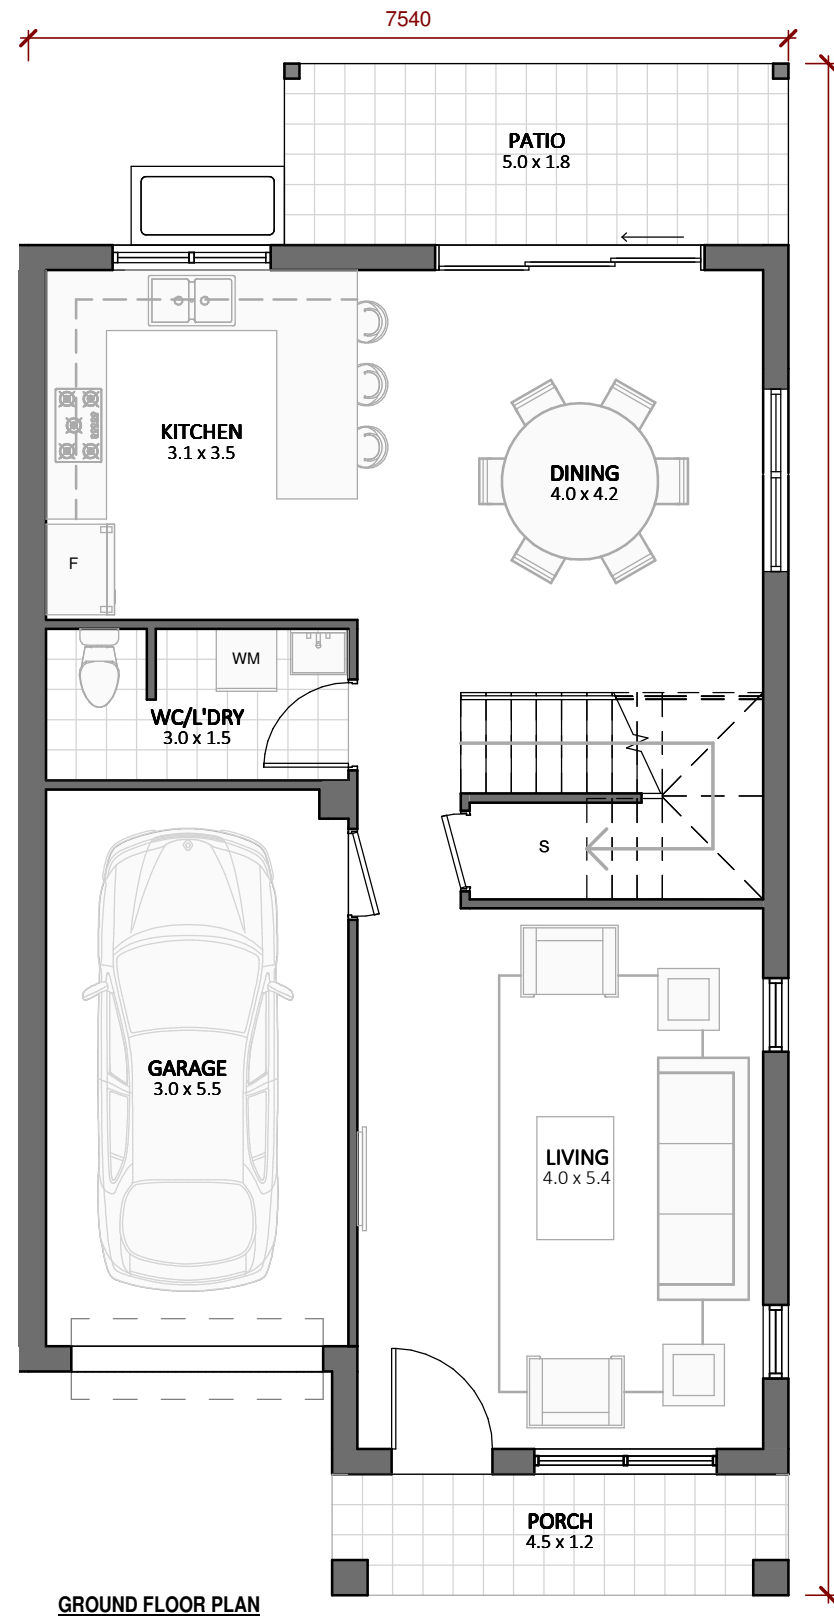 7540
PATIO
5.0 x 1.8
KITCHEN
3.1 x 3.5
DINING
4.0 x 4.2
F
WM
WC/L'DRY
3.0 x 1.5
S
GARAGE
3.0 x 5.5
LIVING
4.0 x 5.4
PORCH
4.5 x 1.2
GROUND FLOOR PLAN